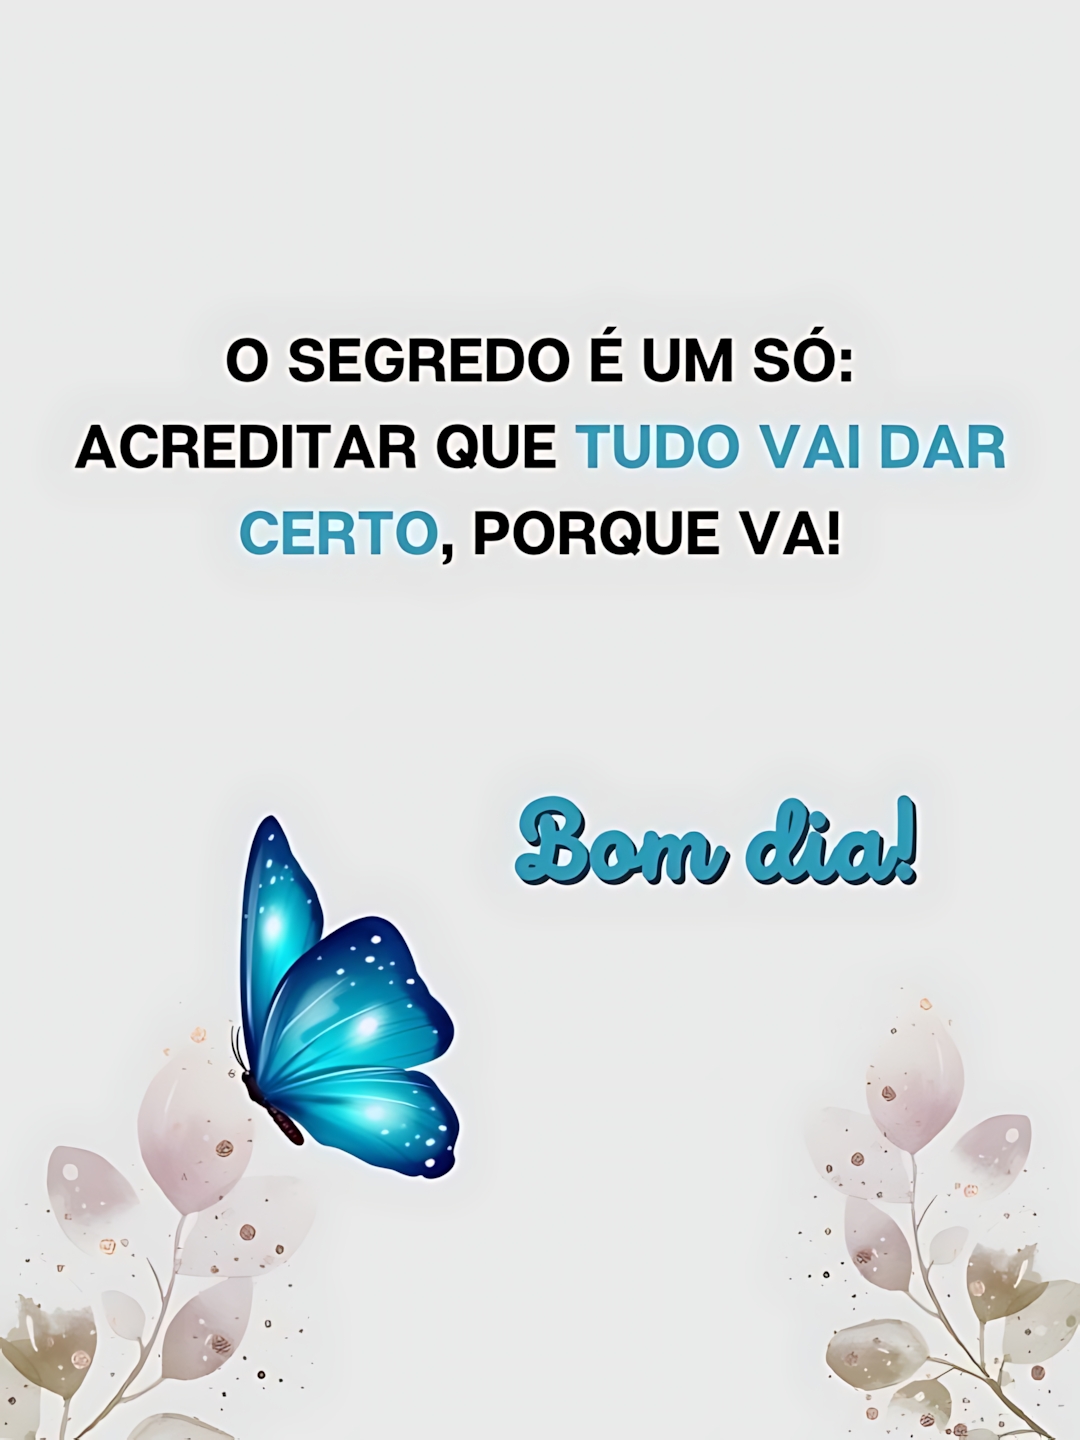 O SEGREDO É UM SÓ:
ACREDITAR QUE TUDO VAI DAR
CERTO, PORQUE VA!
Bom dia!